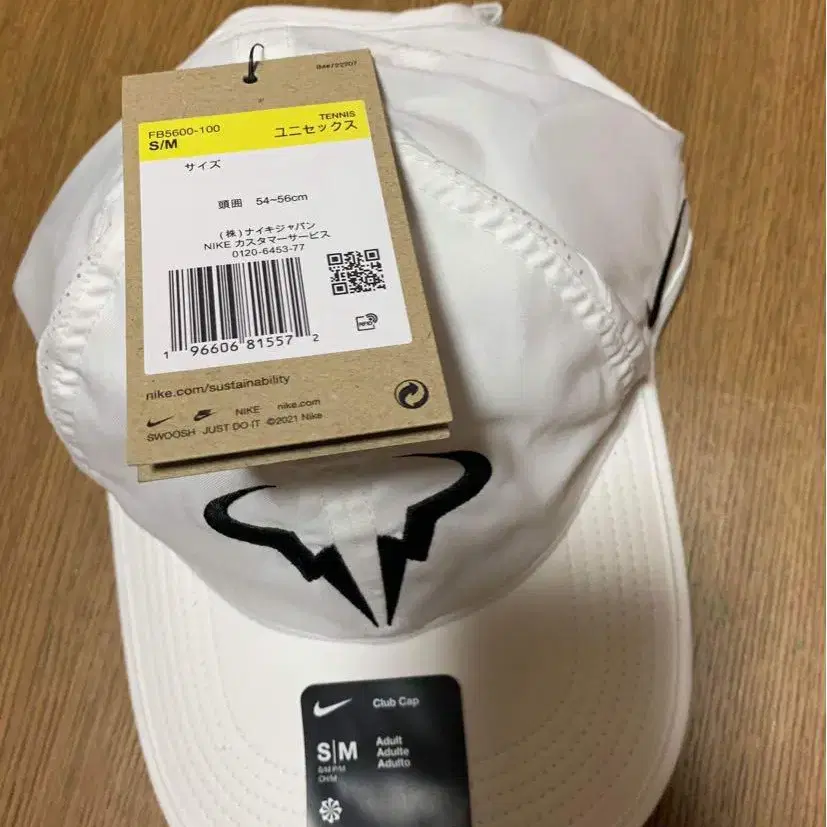 FB5600-100
TENNIS
S/M
ユニセックス
サイズ
頭囲 54~56cm
(株)ナイキジャパン
NIKE カスタマーサービス
0120-6453-77
1 96606 81557 2
nike.com/sustainability
NIKE nike.com
SWOOSH JUST DO IT ©2021 Nike
Club Cap
S|M
Adult
Adulte
Adulto
CH/M